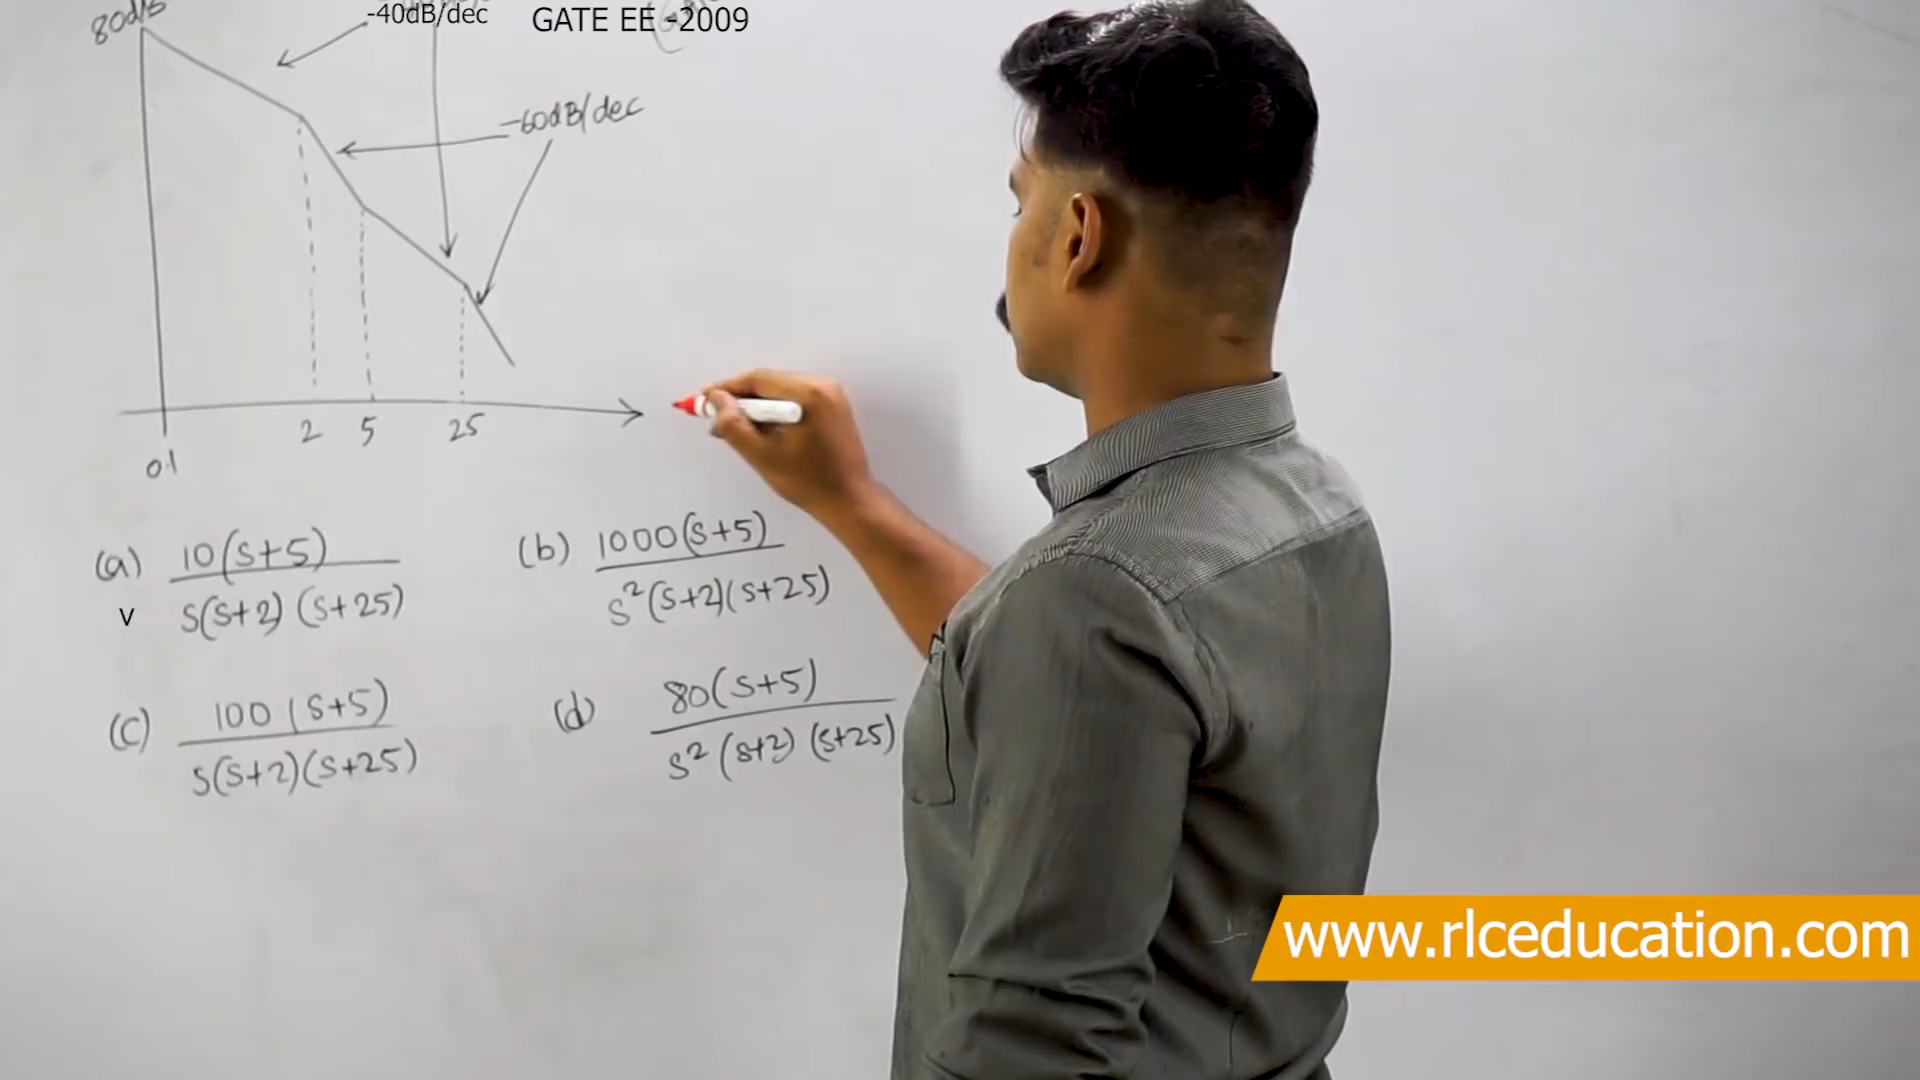 80dB
-40dB/dec
GATE EE -2009
-60dB/dec
2 5 25
0.1
(a) 10(s+5)
s(s+2) (s+25)
(b) 1000(s+5)
s²(s+2)(s+25)
v
(c) 100 (s+5)
s(s+2)(s+25)
(d) 80(s+5)
s² (s+2) (s+25)
www.rlceducation.com